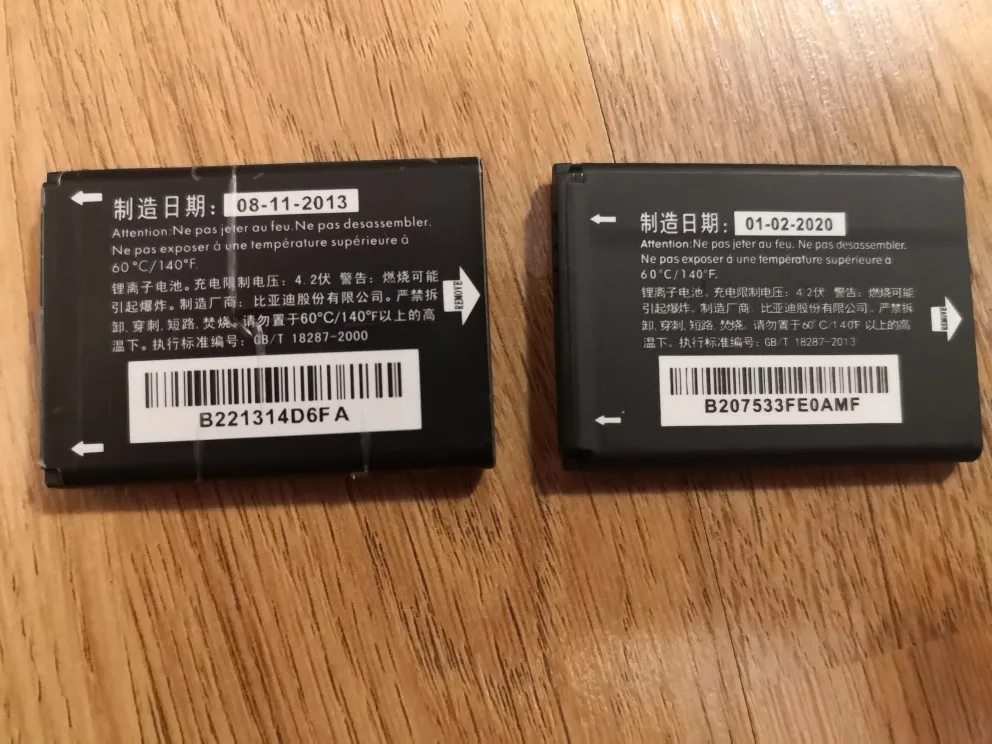 制造日期: 08-11-2013
Attention:Ne pas jeter au feu. Ne pas desassembler.
Ne pas exposer à une température supérieure à
60°C/140°F.
锂离子电池。充电限制电压: 4.2伏 警告: 燃烧可能
引起爆炸。制造厂商: 比亚迪股份有限公司。严禁拆
卸.穿刺.短路.焚烧。请勿置于60°C/140°F以上的高
温下。执行标准编号: GB/T 18287-2000
REMOVE
B221314D6FA
制造日期: 01-02-2020
Attention:Ne pas jeter au feu. Ne pas desassembler.
Ne pas exposer à une température supérieure à
60°C/140°F.
锂离子电池。充电限制电压: 4.2伏 警告: 燃烧可能
引起爆炸。制造厂商: 比亚迪股份有限公司。严禁拆
卸.穿刺.短路.焚烧。请勿置于60°C/140°F以上的高
温下。执行标准编号: GB/T 18287-2013
REMOVE
B207533FE0AMF